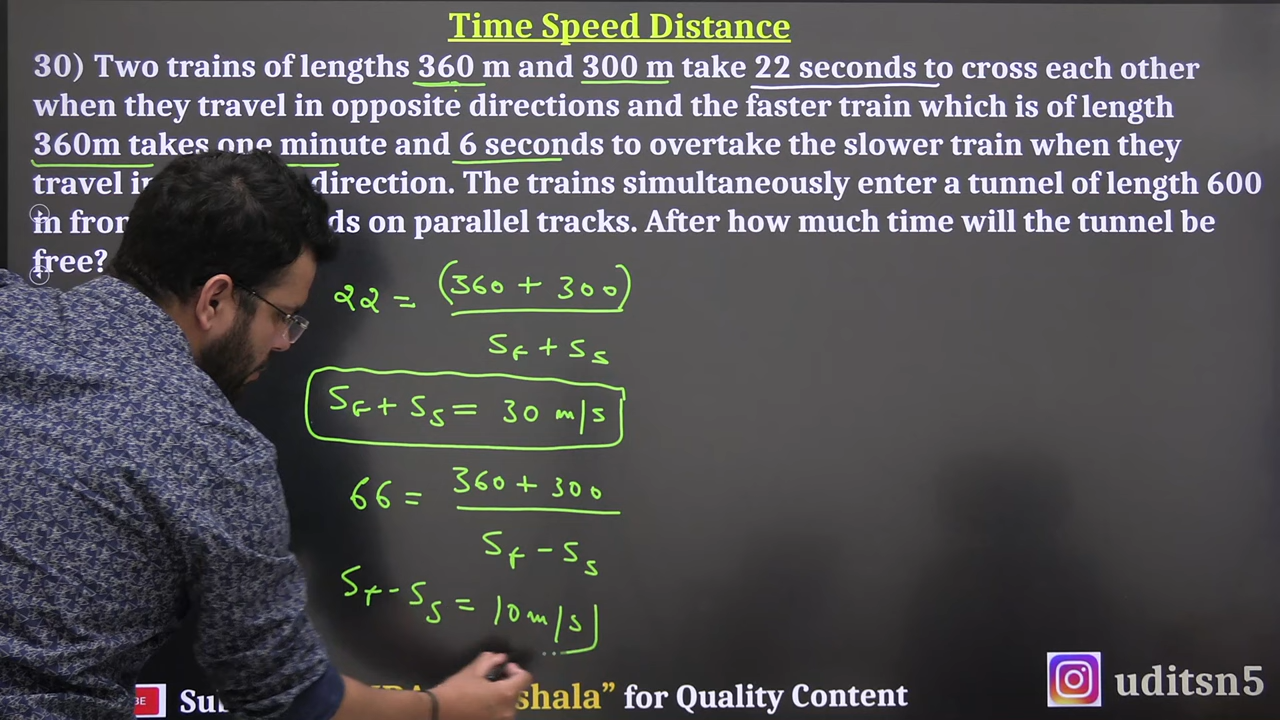 Time Speed Distance
30) Two trains of lengths 360 m and 300 m take 22 seconds to cross each other
when they travel in opposite directions and the faster train which is of length
360m takes one minute and 6 seconds to overtake the slower train when they
travel direction. The trains simultaneously enter a tunnel of length 600
m on parallel tracks. After how much time will the tunnel be
free?
22 = (360 + 300)
SF + SS
SF + SS = 30 m/s
66 = 360 + 300
SF - SS
SF - SS = 10 m/s
for Quality Content
uditsn5